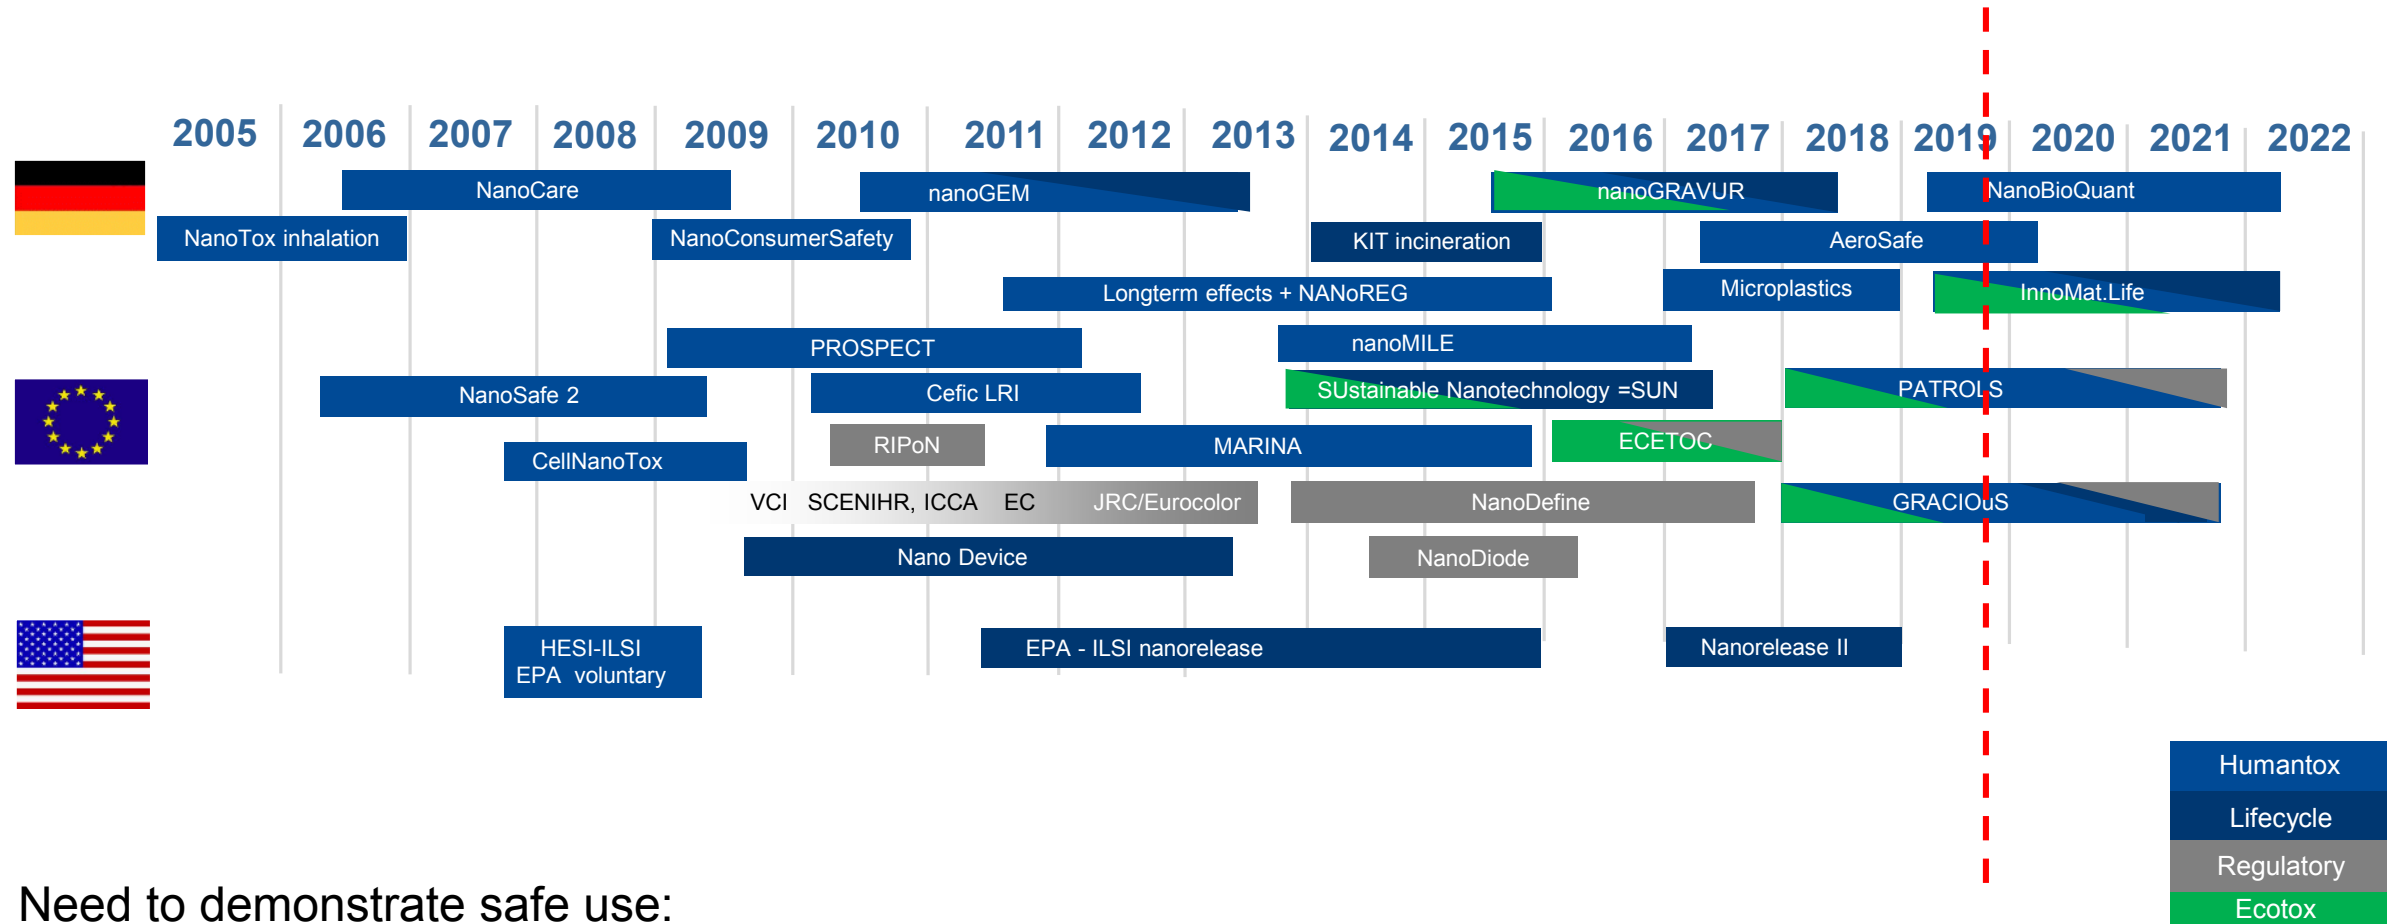 2005 2006 2007 2008 2009 2010 2011 2012 2013 2014 2015 2016 2017 2018 2019 2020 2021 2022
NanoCare nanoGEM nanoGRAVUR NanoBioQuant
NanoTox inhalation NanoConsumerSafety KIT incineration AeroSafe
Longterm effects + NANoREG Microplastics InnoMat.Life
PROSPECT nanoMILE
NanoSafe 2 Cefic LRI SUstainable Nanotechnology =SUN PATROLS
RIPoN MARINA ECETOC
CellNanoTox
VCI SCENIHR, ICCA EC JRC/Eurocolor NanoDefine GRACIOuS
Nano Device NanoDiode
HESI-ILSI EPA - ILSI nanorelease Nanorelease II
EPA voluntary
Humantox
Lifecycle
Regulatory
Ecotox
Need to demonstrate safe use: